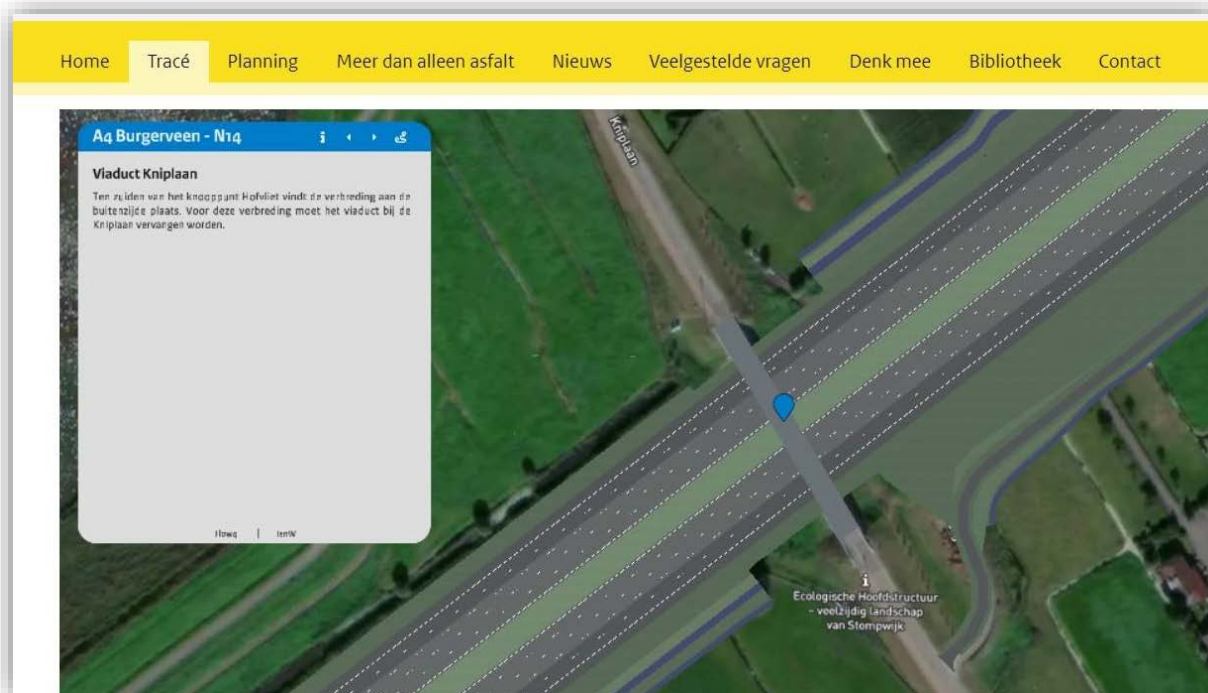 Home Tracé Planning Meer dan alleen asfalt Nieuws Veelgestelde vragen Denk mee Bibliotheek Contact
A4 Burgerveen - N14
Viaduct Kniplaan
Ten zuiden van het knooppunt Hofvliet vindt de verbreding aan de
buitenzijde plaats. Voor deze verbreding moet het viaduct bij de
Kniplaan vervangen worden.
| IenW
Kniplaan
Ecologische Hoofdstructuur
– veelzijdig landschap
van Stompwijk